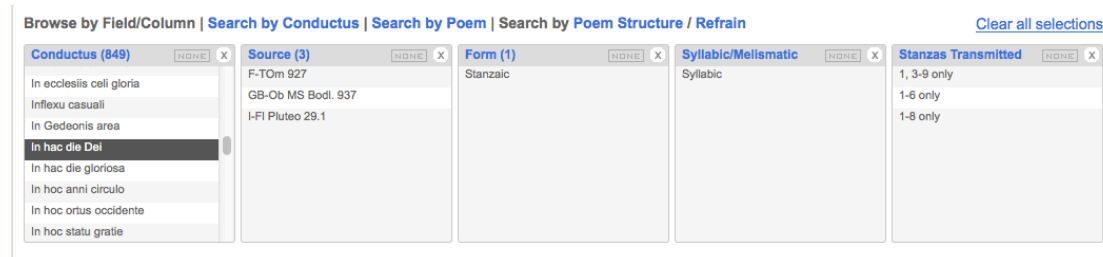 Browse by Field/Column | Search by Conductus | Search by Poem | Search by Poem Structure / Refrain
Clear all selections
Conductus (849) NONE X
In ecclesiis celi gloria
Inflexu casuali
In Gedeonis area
In hac die Dei
In hac die gloriosa
In hoc anni circulo
In hoc ortus occidente
In hoc statu gratie
Source (3) NONE X
F-TOm 927
GB-Ob MS Bodl. 937
I-Fl Pluteo 29.1
Form (1) NONE X
Stanzaic
Syllabic/Melismatic NONE X
Syllabic
Stanzas Transmitted NONE X
1, 3-9 only
1-6 only
1-8 only